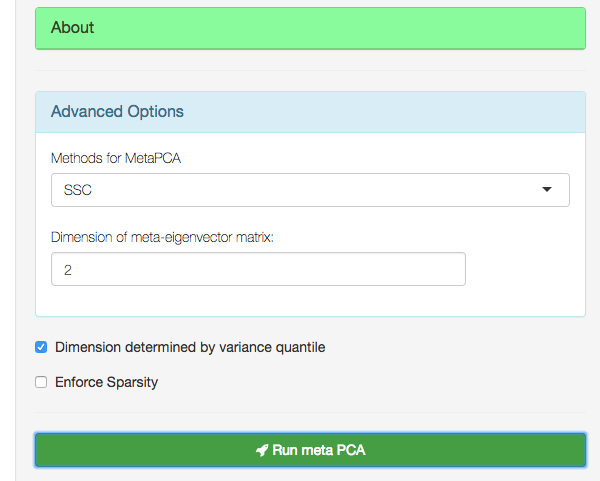 About
Advanced Options
Methods for MetaPCA
SSC
Dimension of meta-eigenvector matrix:
2
Dimension determined by variance quantile
Enforce Sparsity
Run meta PCA